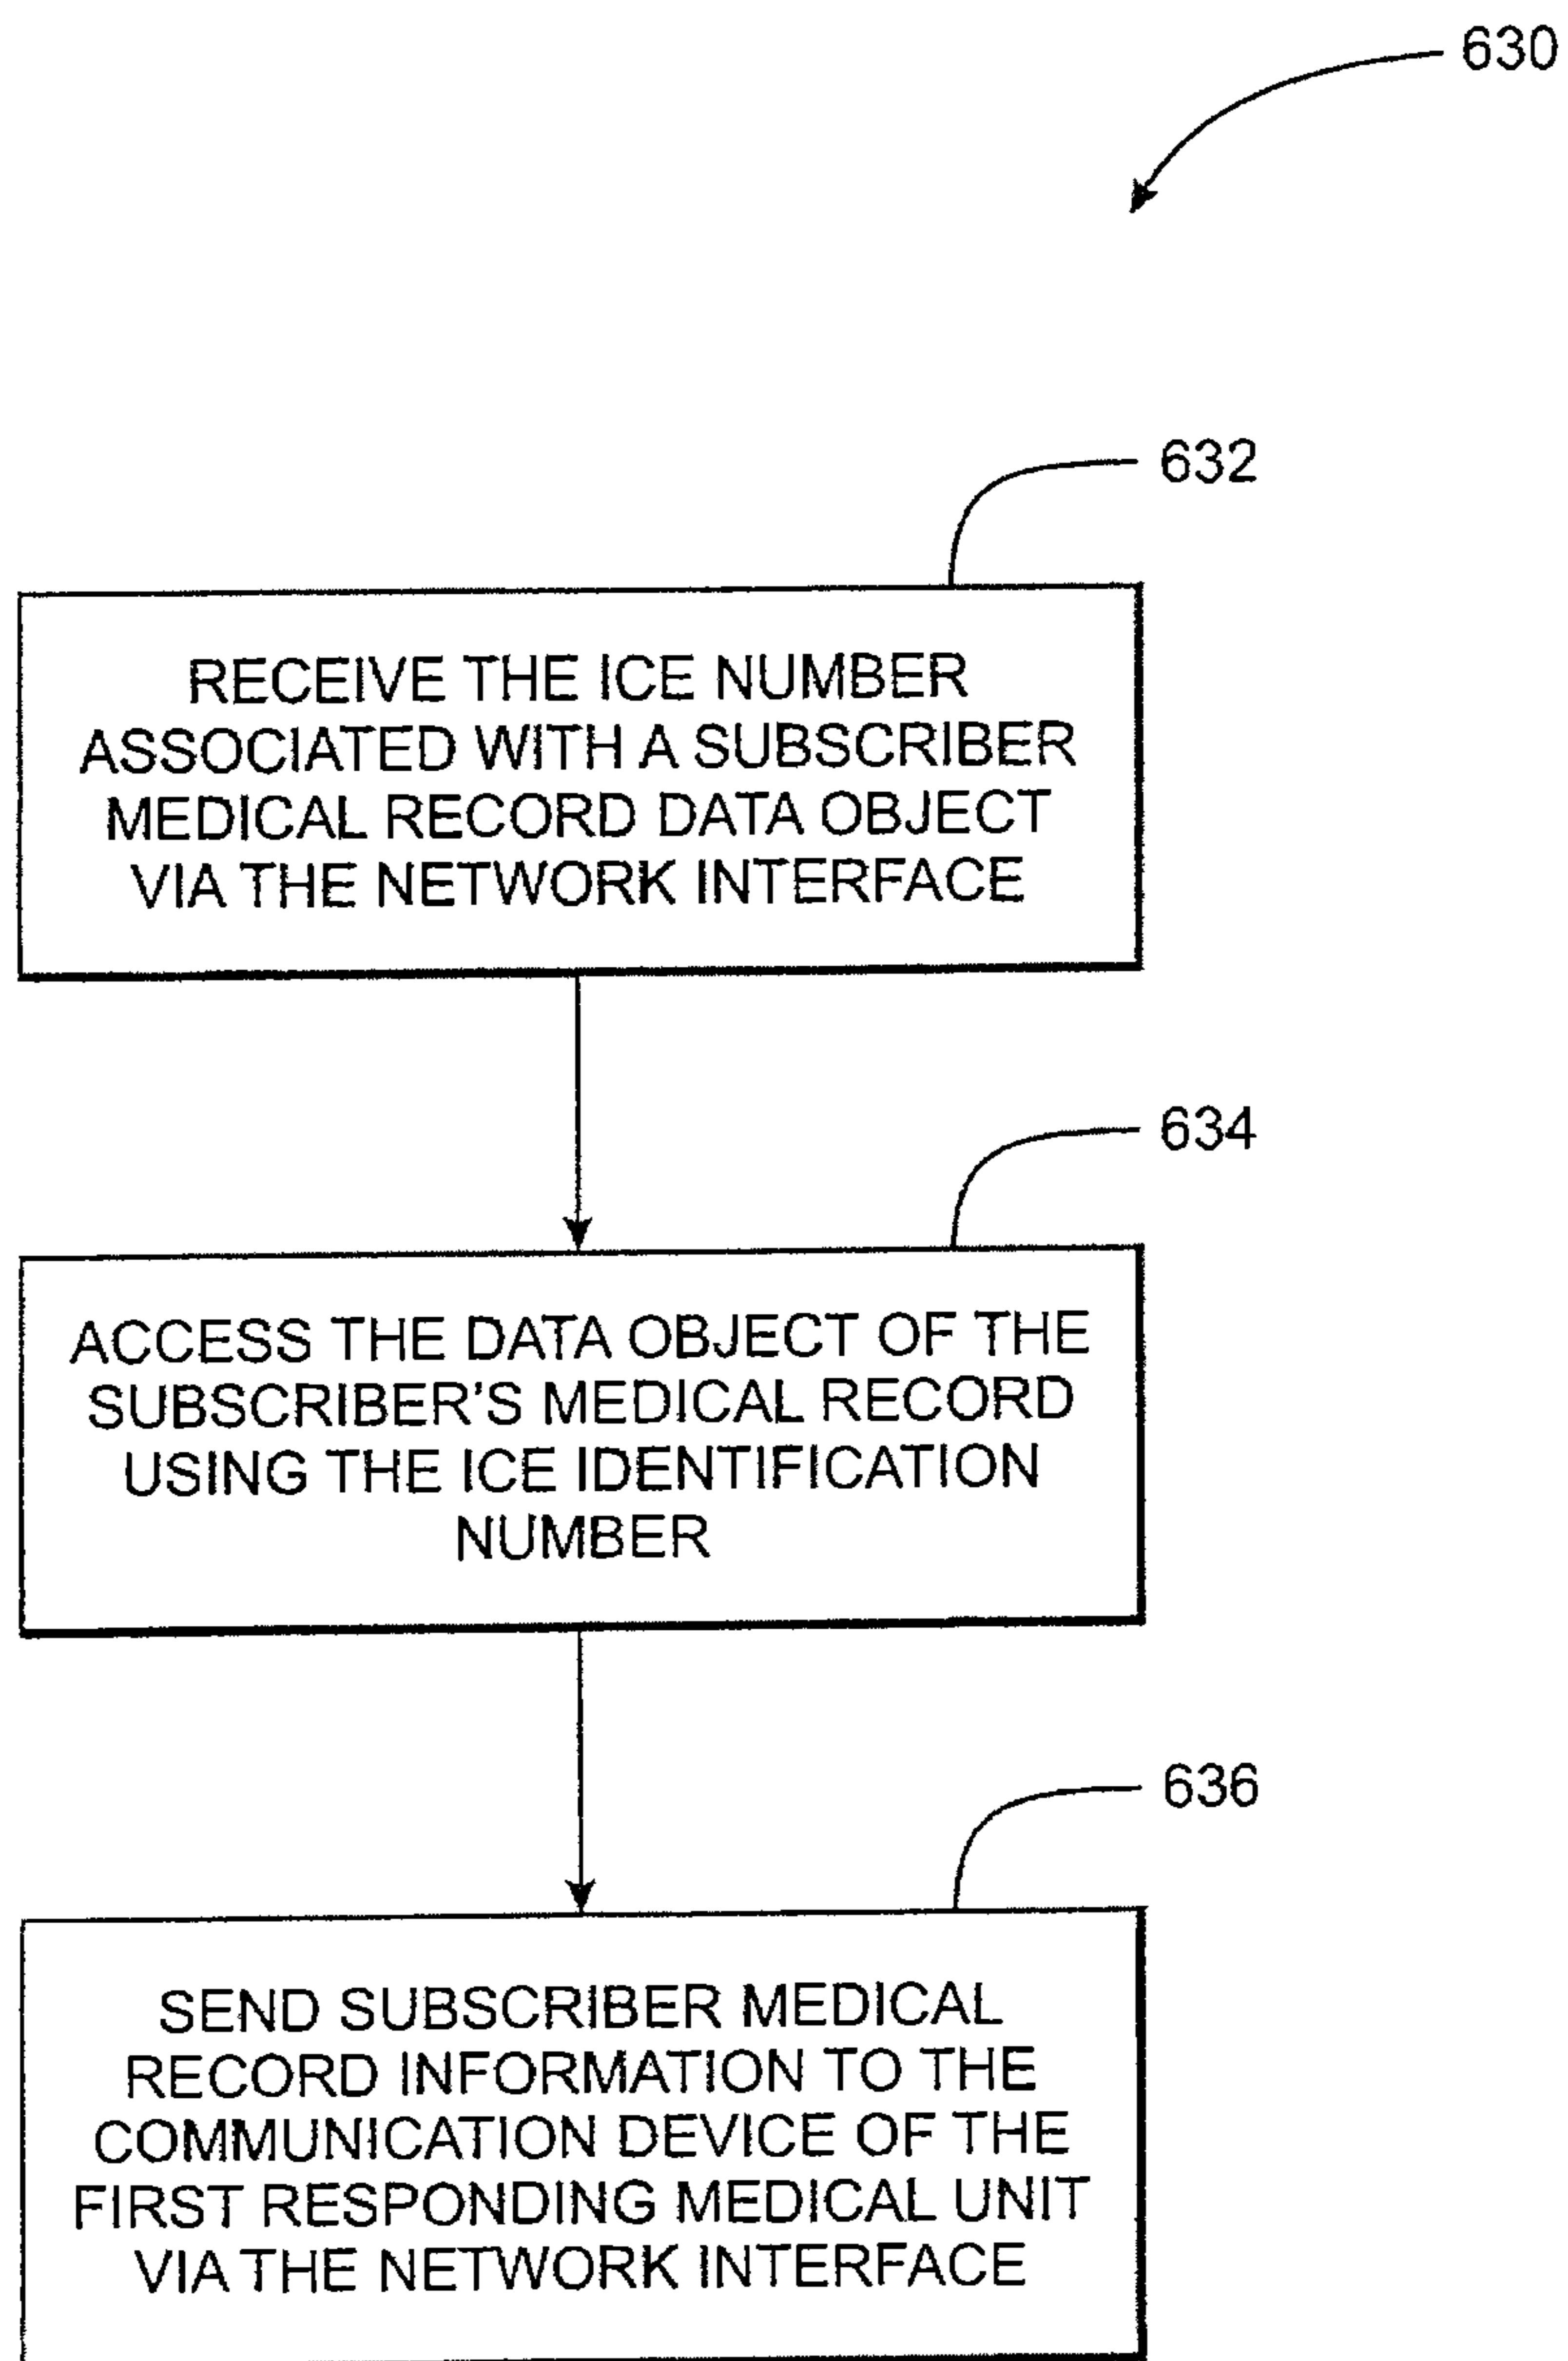 630
632
RECEIVE THE ICE NUMBER
ASSOCIATED WITH A SUBSCRIBER
MEDICAL RECORD DATA OBJECT
VIA THE NETWORK INTERFACE
634
ACCESS THE DATA OBJECT OF THE
SUBSCRIBER'S MEDICAL RECORD
USING THE ICE IDENTIFICATION
NUMBER
636
SEND SUBSCRIBER MEDICAL
RECORD INFORMATION TO THE
COMMUNICATION DEVICE OF THE
FIRST RESPONDING MEDICAL UNIT
VIA THE NETWORK INTERFACE